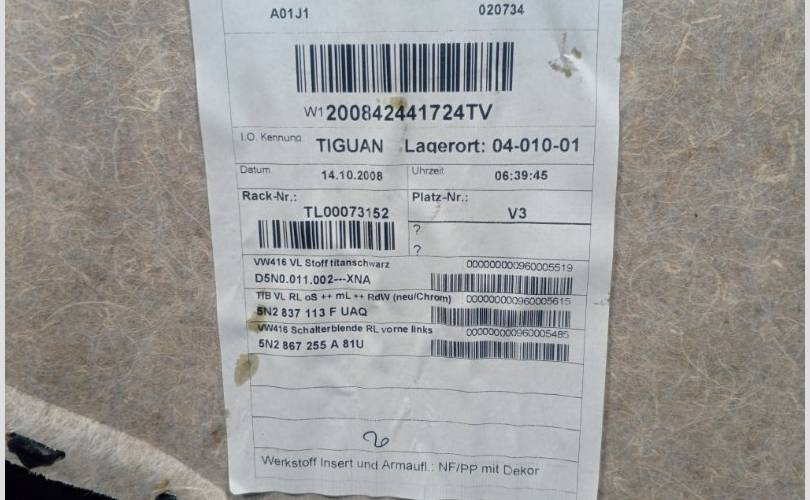 A01J1 020734
W1200842441724TV
I.O. Kennung TIGUAN Lagerort: 04-010-01
Datum 14.10.2008 Uhrzeit 06:39:45
Rack-Nr.: Platz-Nr.:
TL00073152 V3
?
?
VW416 VL Stoff titanschwarz 000000000960005519
D5N0.011.002---XNA
TIB VL RL oS ++ mL ++ RdW (neu/Chrom) 000000000960005615
5N2 837 113 F UAQ
VW416 Schalterblende RL vorne links 000000000960005485
5N2 867 255 A 81U
Werkstoff Insert und Armaufl.: NF/PP mit Dekor